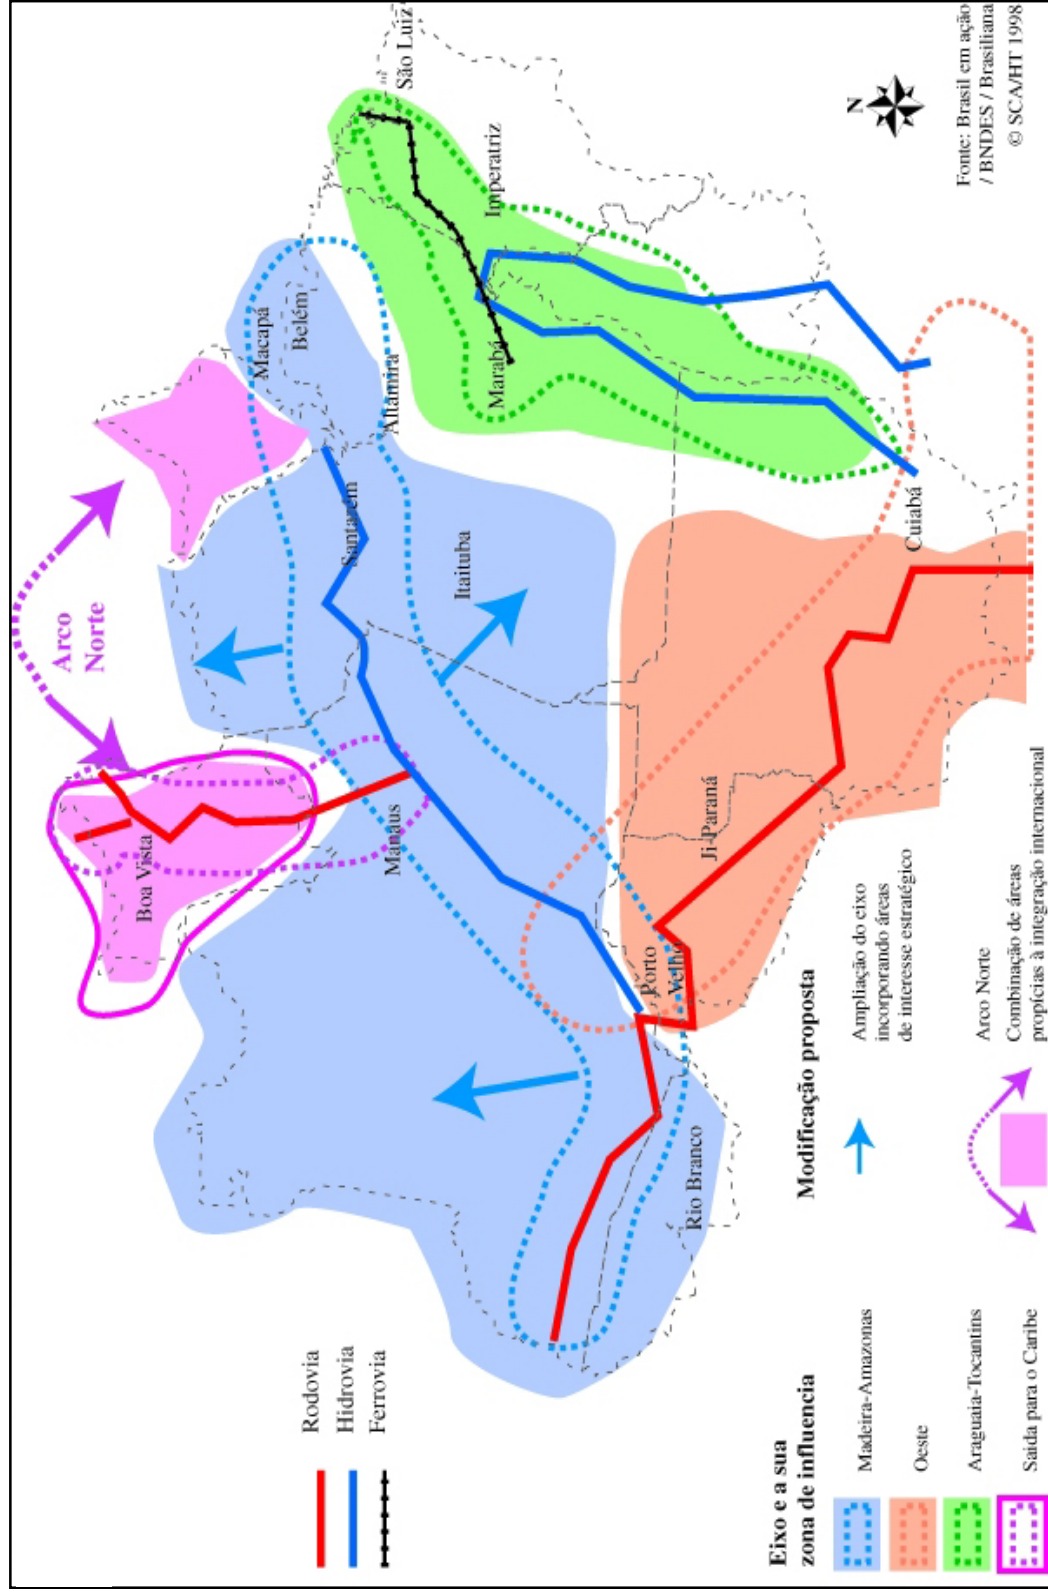 Arco
Norte
Boa Vista
Macapá
Belém
São Luiz
Santarém
Altamira
Manaus
Itaituba
Marabá
Imperatriz
Porto
Velho
Rio Branco
Ji-Paraná
Cuiabá
N
Rodovia
Hidrovia
Ferrovia
Eixo e a sua
zona de influencia
Madeira-Amazonas
Oeste
Araguaia-Tocantins
Saida para o Caribe
Modificação proposta
Ampliação do eixo
incorporando áreas
de interesse estratégico
Arco Norte
Combinação de áreas
propícias à integração internacional
Fonte: Brasil em ação
/ BNDES / Brasiliana
© SCA/HT 1998